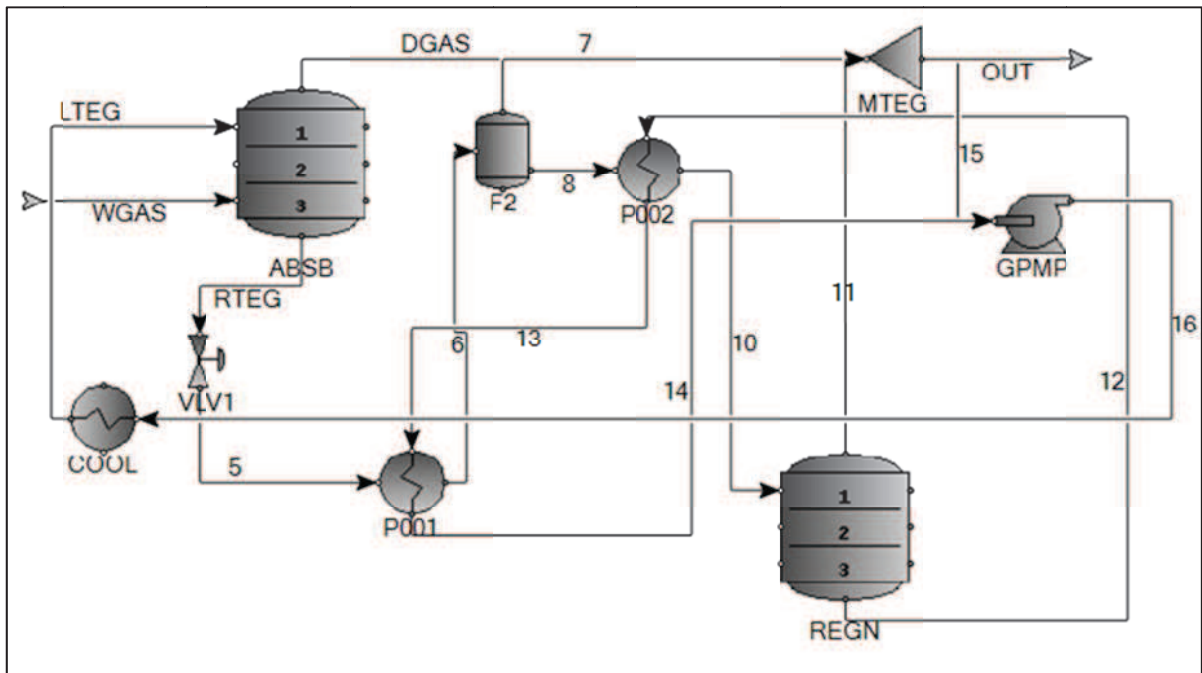 DGAS
7
OUT
MTEG
LTEG
1
2
3
WGAS
ABSB
F2
8
P002
15
GPMP
RTEG
VLV1
6
13
10
11
14
12
16
COOL
5
P001
1
2
3
REGN